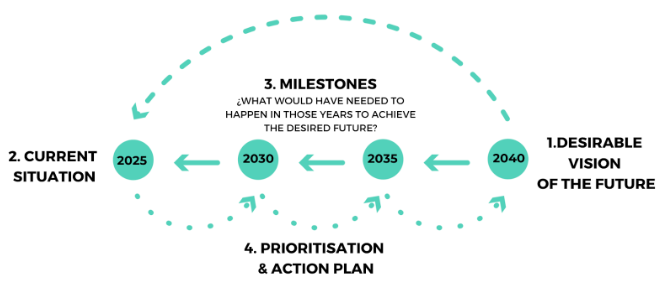 3. MILESTONES
¿WHAT WOULD HAVE NEEDED TO
HAPPEN IN THOSE YEARS TO ACHIEVE
THE DESIRED FUTURE?
2. CURRENT
SITUATION
2025
2030
2035
2040
1.DESIRABLE
VISION
OF THE FUTURE
4. PRIORITISATION
& ACTION PLAN